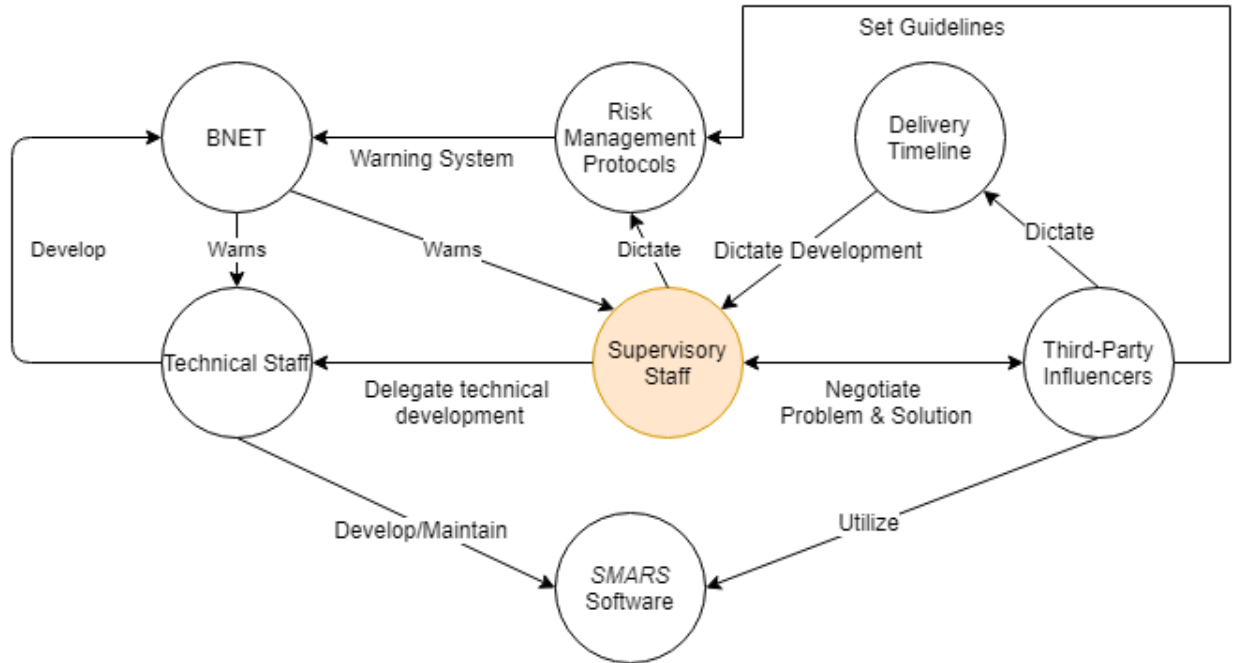 Set Guidelines
BNET
Risk
Management
Protocols
Delivery
Timeline
Warning System
Develop
Warns
Warns
Dictate
Dictate Development
Dictate
Technical Staff
Supervisory
Staff
Third-Party
Influencers
Delegate technical
development
Negotiate
Problem & Solution
Develop/Maintain
Utilize
SMARS
Software